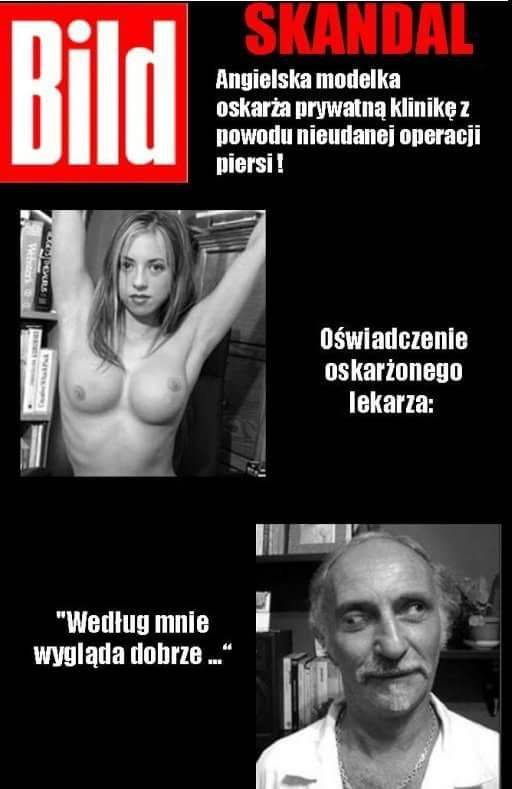 Bild
SKANDAL
Angielska modelka
oskarża prywatną klinikę z
powodu nieudanej operacji
piersi !
Oświadczenie
oskarżonego
lekarza:
"Według mnie
wygląda dobrze ...“